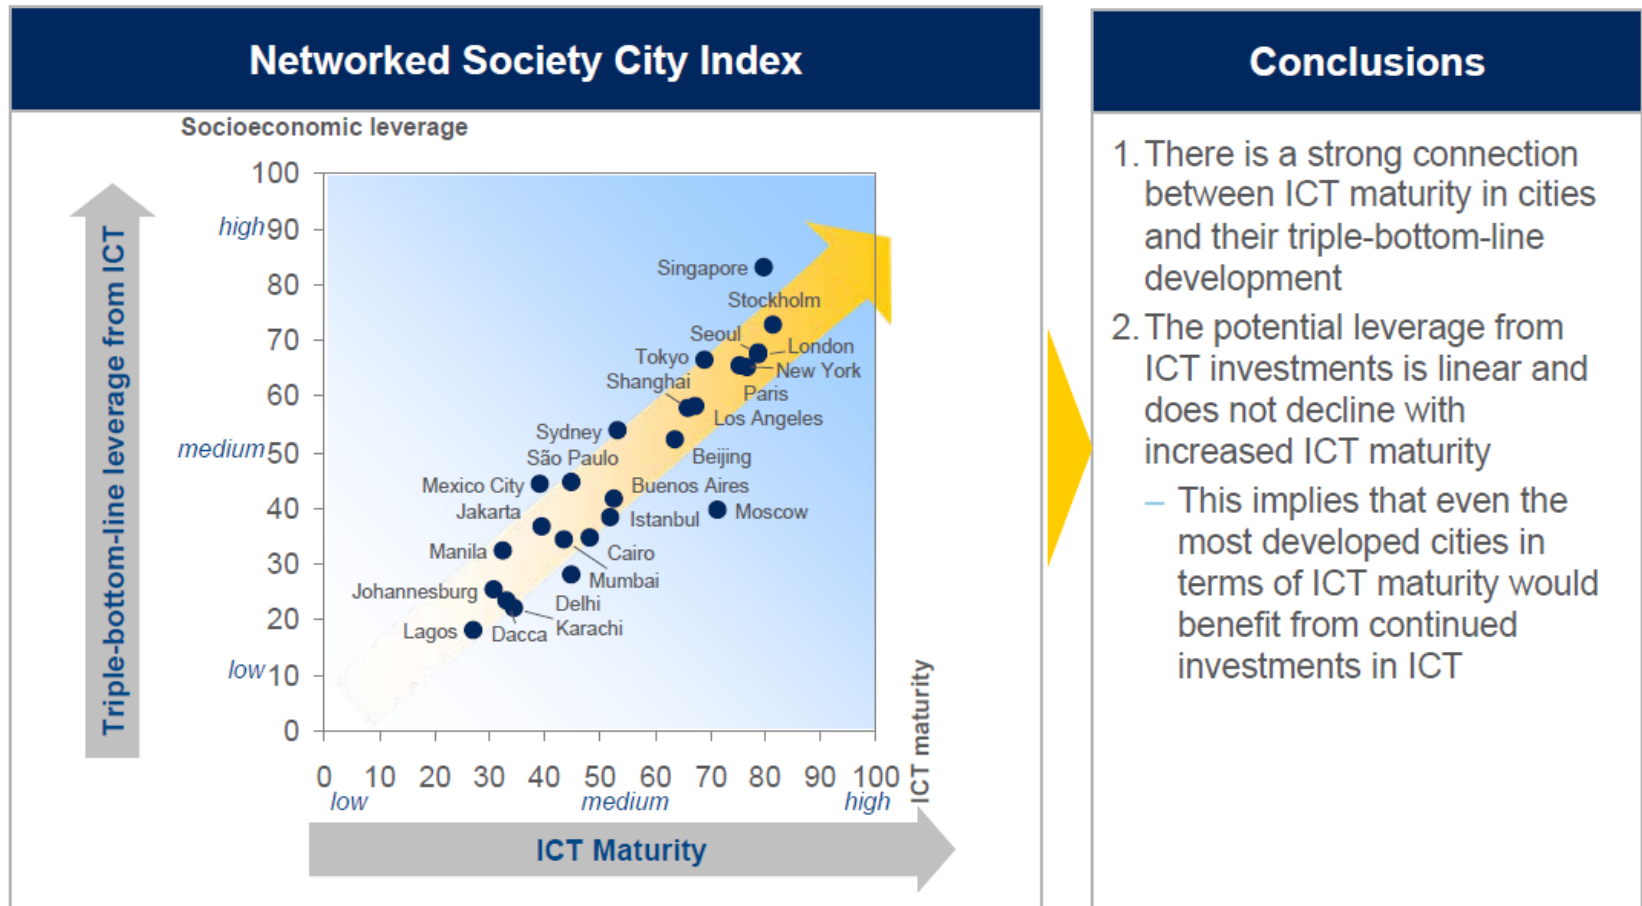 Networked Society City Index
Socioeconomic leverage
Triple-bottom-line leverage from ICT
100
high 90
80
70
60
medium 50
40
30
20
low 10
0
Singapore
Stockholm
Seoul
London
Tokyo
New York
Shanghai
Paris
Los Angeles
Sydney
São Paulo
Beijing
Mexico City
Buenos Aires
Jakarta
Istanbul
Moscow
Manila
Cairo
Mumbai
Johannesburg
Delhi
Lagos
Dacca
Karachi
0 10 20 30 40 50 60 70 80 90 100
low medium high
ICT maturity
ICT Maturity
Conclusions
1. There is a strong connection
between ICT maturity in cities
and their triple-bottom-line
development
2. The potential leverage from
ICT investments is linear and
does not decline with
increased ICT maturity
– This implies that even the
most developed cities in
terms of ICT maturity would
benefit from continued
investments in ICT